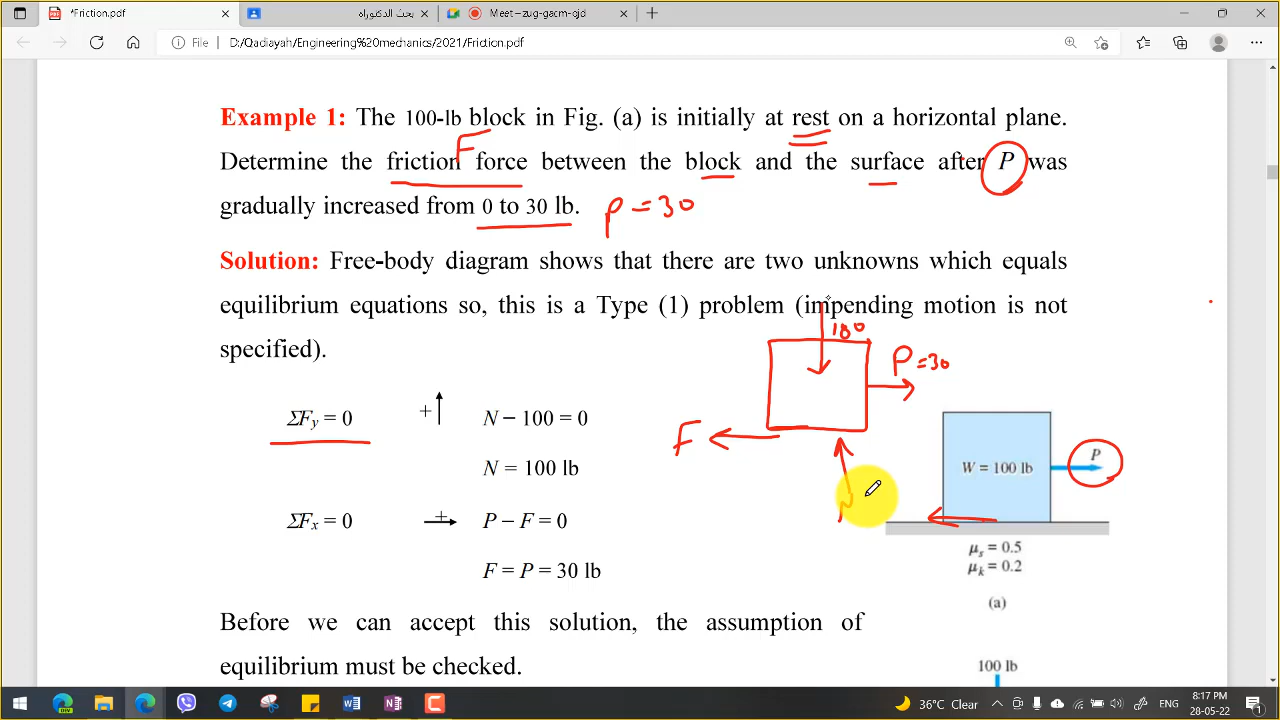 *Friction.pdf
بحث الدكتوراه
Meet – zug-gacm-qjd
File
D:/Qadiayah/Engineering%20mechanics/2021/Friction.pdf
Example 1: The 100-lb block in Fig. (a) is initially at rest on a horizontal plane.
F
Determine the friction force between the block and the surface after P was
gradually increased from 0 to 30 lb. P = 30
Solution: Free-body diagram shows that there are two unknowns which equals
equilibrium equations so, this is a Type (1) problem (impending motion is not
specified).
100
P = 30
ΣFy = 0 + N – 100 = 0
F
N = 100 lb
N
W = 100 lb
P
ΣFx = 0 + P – F = 0
F = P = 30 lb
μs = 0.5
μk = 0.2
(a)
Before we can accept this solution, the assumption of
equilibrium must be checked.
100 lb
DEV
36°C Clear
ENG
8:17 PM
28-05-22
1